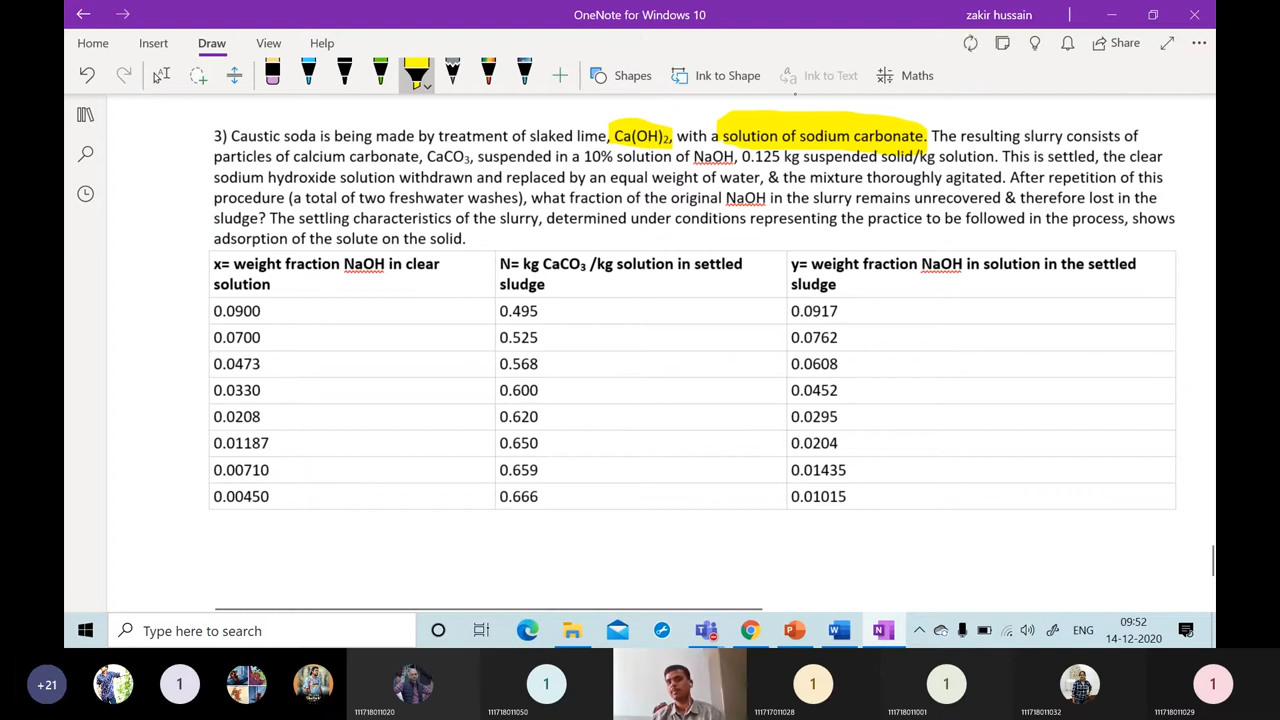 OneNote for Windows 10
zakir hussain
Home Insert Draw View Help
Share
Shapes Ink to Shape Ink to Text Maths
3) Caustic soda is being made by treatment of slaked lime, Ca(OH)₂, with a solution of sodium carbonate. The resulting slurry consists of
particles of calcium carbonate, CaCO₃, suspended in a 10% solution of NaOH, 0.125 kg suspended solid/kg solution. This is settled, the clear
sodium hydroxide solution withdrawn and replaced by an equal weight of water, & the mixture thoroughly agitated. After repetition of this
procedure (a total of two freshwater washes), what fraction of the original NaOH in the slurry remains unrecovered & therefore lost in the
sludge? The settling characteristics of the slurry, determined under conditions representing the practice to be followed in the process, shows
adsorption of the solute on the solid.
x= weight fraction NaOH in clear
solution
N= kg CaCO₃ /kg solution in settled
sludge
y= weight fraction NaOH in solution in the settled
sludge
0.0900 0.495 0.0917
0.0700 0.525 0.0762
0.0473 0.568 0.0608
0.0330 0.600 0.0452
0.0208 0.620 0.0295
0.01187 0.650 0.0204
0.00710 0.659 0.01435
0.00450 0.666 0.01015
Type here to search
ENG
09:52
14-12-2020
+21 1 1 1 1 1
111718011020 111718011050 111717011028 111718011001 111718011032 111718011029